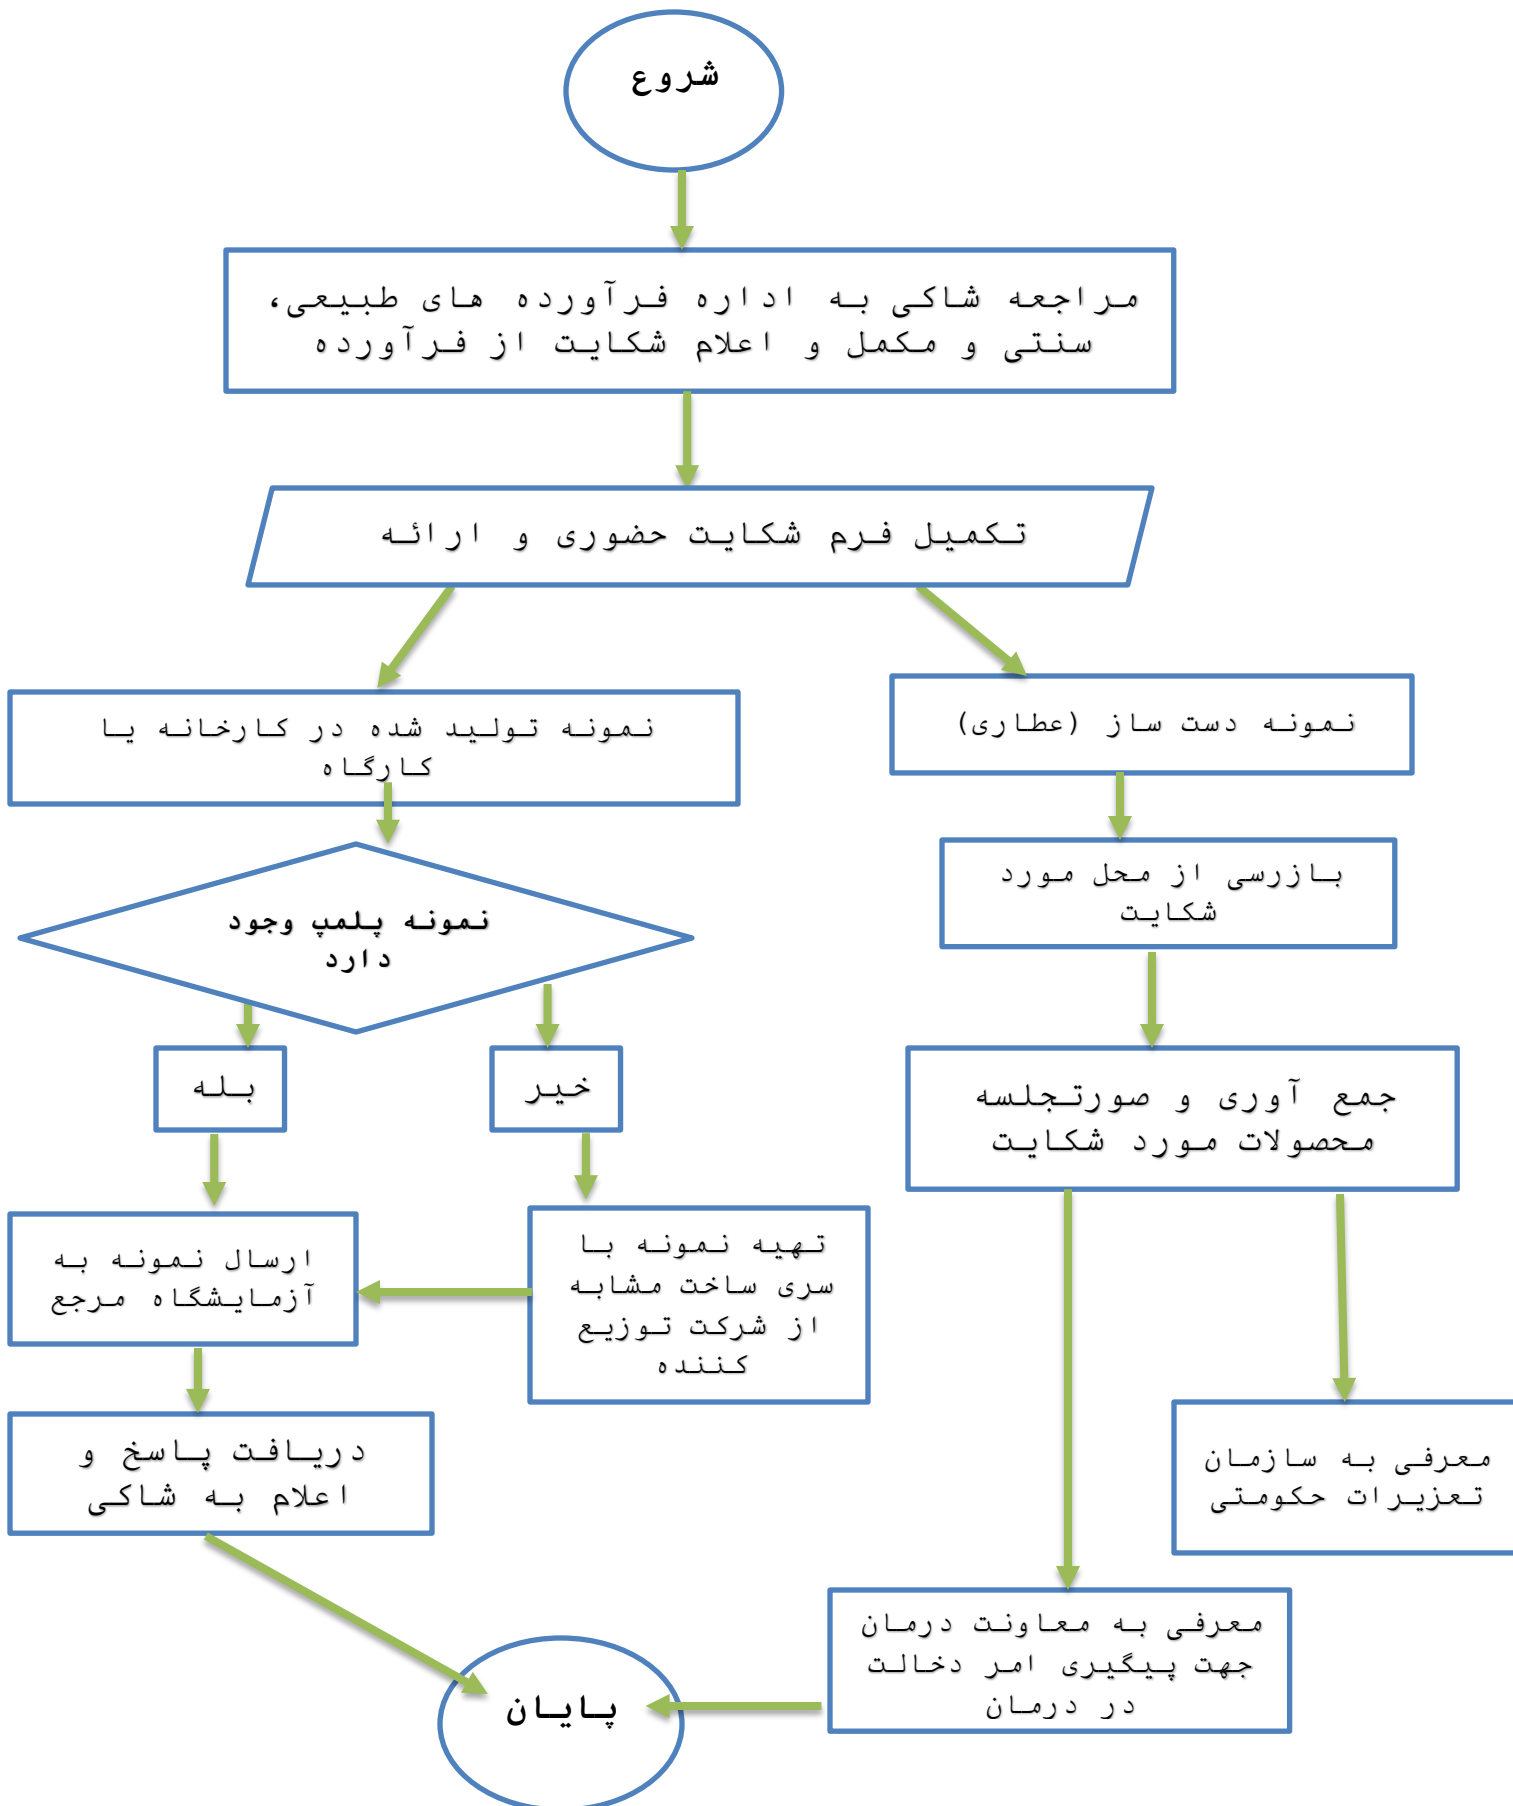 شروع
مراجعه شاکی به اداره فرآورده های طبیعی،
سنتی و مکمل و اعلام شکایت از فرآورده
تکمیل فرم شکایت حضوری و ارائه
نمونه دست ساز (عطاری)
نمونه تولید شده در کارخانه یا
کارگاه
بازرسی از محل مورد
شکایت
نمونه پلمپ وجود
دارد
جمع آوری و صورتجلسه
محصولات مورد شکایت
خیر
بله
تهیه نمونه با
سری ساخت مشابه
از شرکت توزیع
کننده
ارسال نمونه به
آزمایشگاه مرجع
معرفی به سازمان
تعزیرات حکومتی
دریافت پاسخ و
اعلام به شاکی
معرفی به معاونت درمان
جهت پیگیری امر دخالت
در درمان
پایان